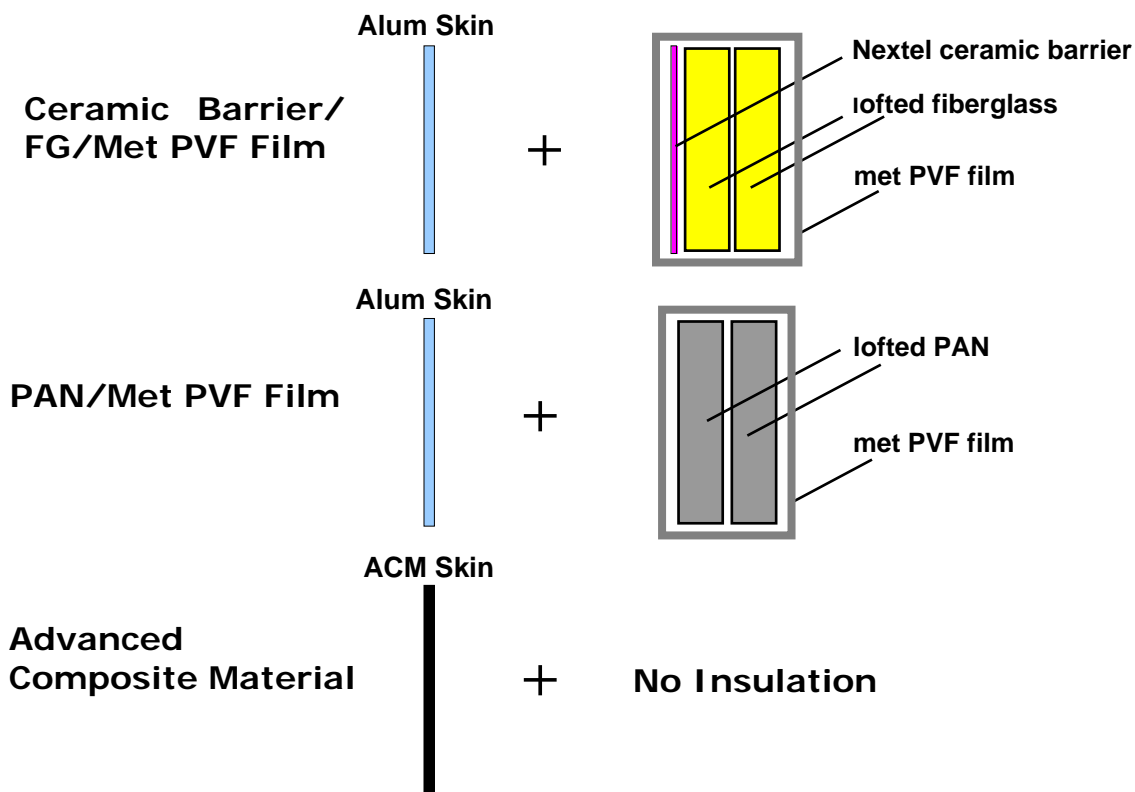 Alum Skin
Nextel ceramic barrier
Ceramic Barrier/
FG/Met PVF Film
+
lofted fiberglass
met PVF film
Alum Skin
lofted PAN
PAN/Met PVF Film
+
met PVF film
ACM Skin
Advanced
Composite Material
+
No Insulation